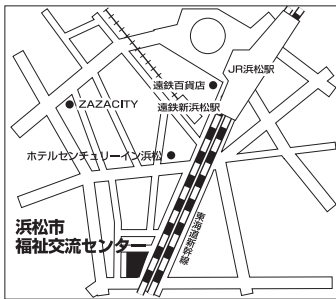 JR浜松駅
遠鉄百貨店
ZAZACITY
遠鉄新浜松駅
ホテルセンチュリーイン浜松
浜松市
福祉交流センター
東海道新幹線